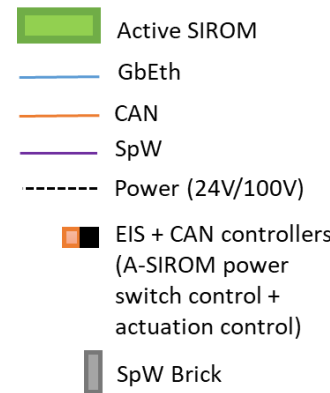 Active SIROM
GbEth
CAN
SpW
Power (24V/100V)
EIS + CAN controllers
(A-SIROM power
switch control +
actuation control)
SpW Brick